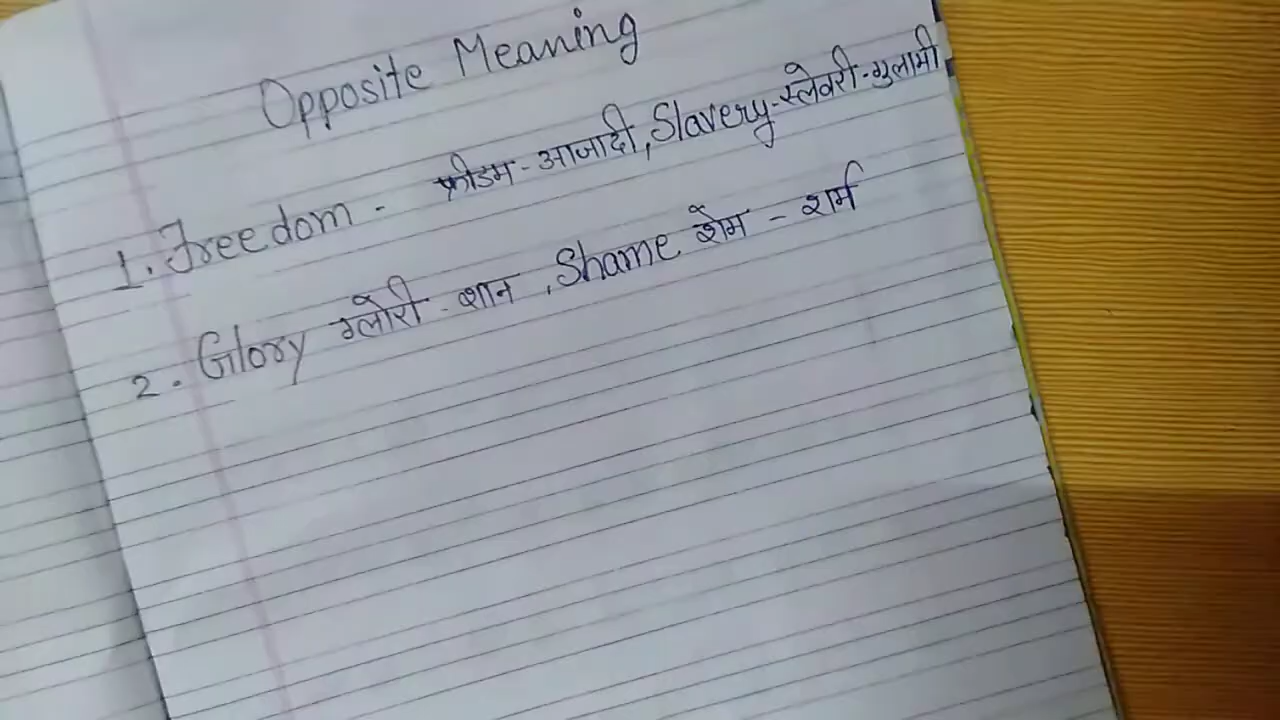 Opposite Meaning
1. Freedom - फ्रीडम - आजादी, Slavery - स्लेवरी - गुलामी
2. Glory ग्लोरी - शान , Shame शेम - शर्म